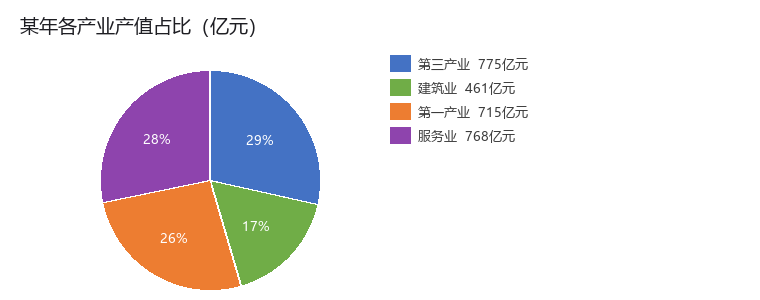 某年各产业产值占比（亿元）
第三产业 775亿元
建筑业 461亿元
第一产业 715亿元
服务业 768亿元
28%
29%
17%
26%